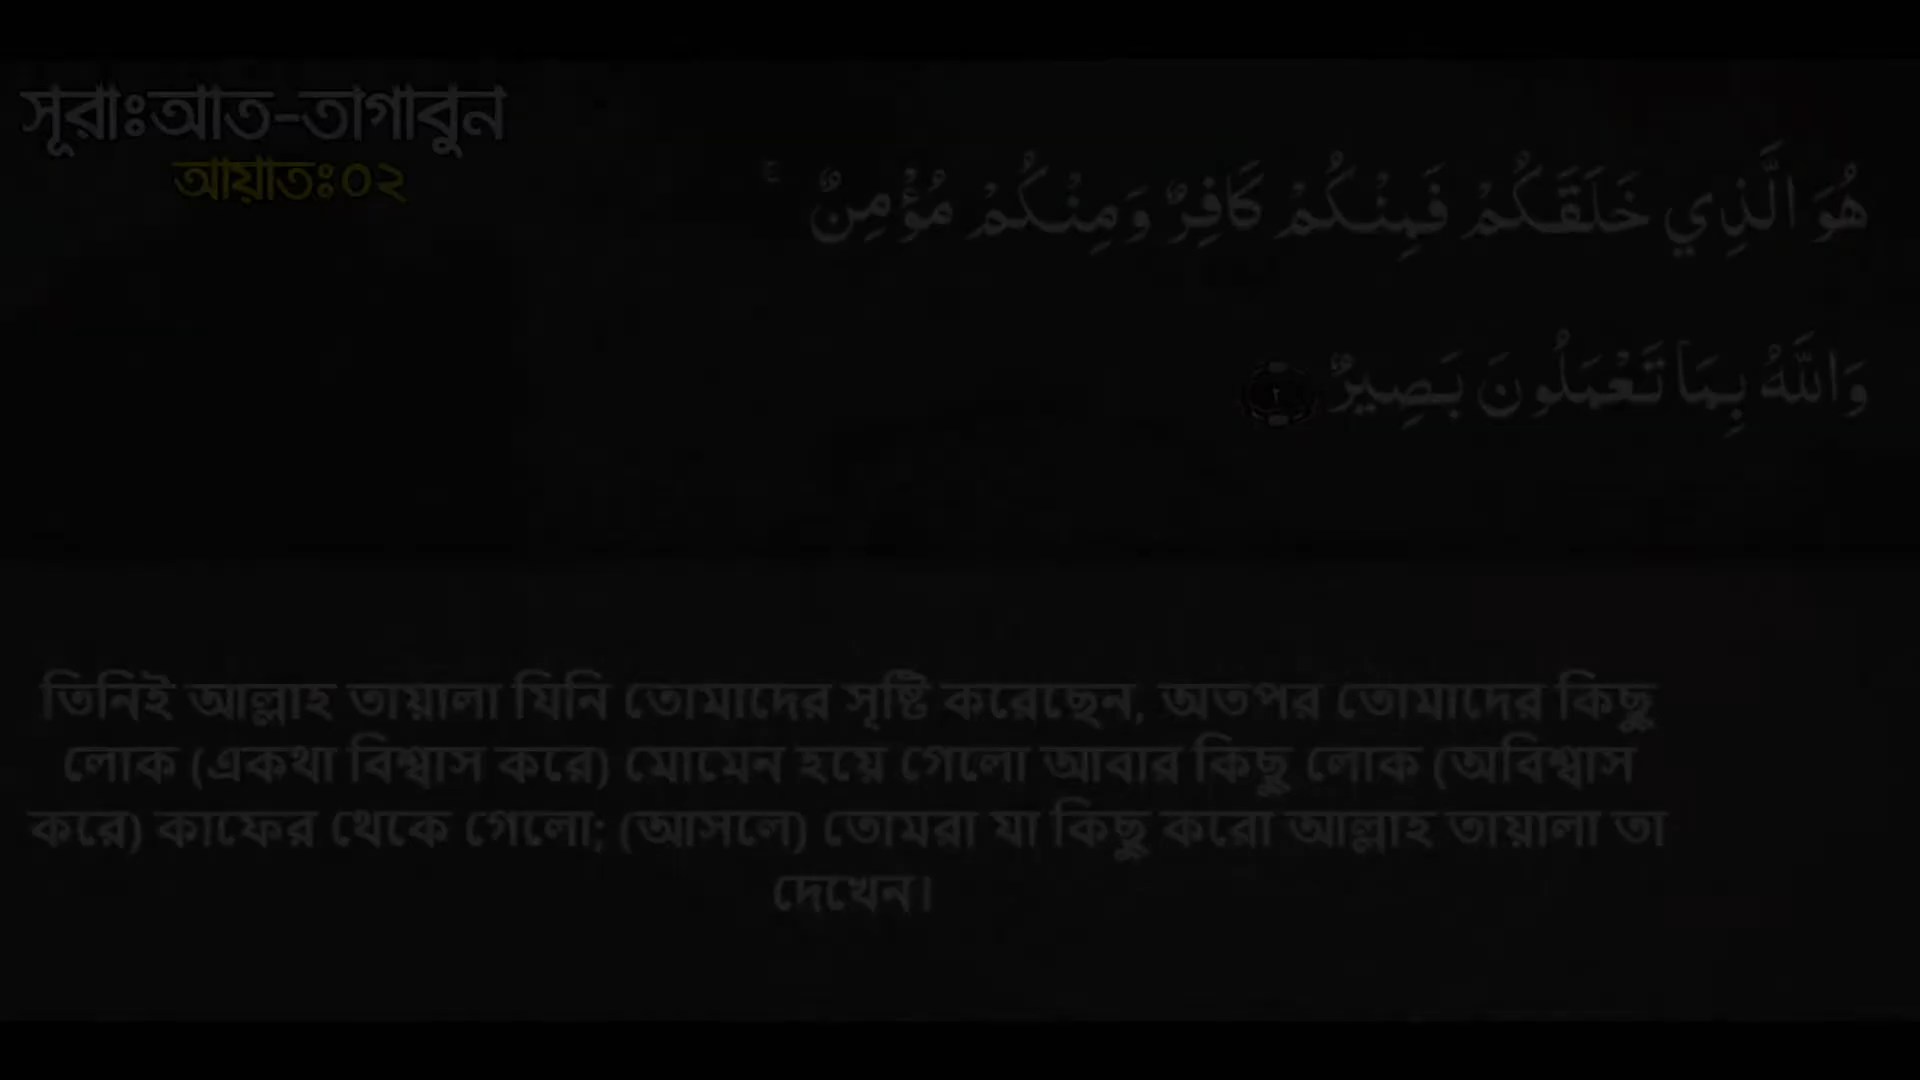 সূরাঃআত-তাগাবুন
আয়াতঃ০২
هُوَ الَّذِي خَلَقَكُمْ فَمِنْكُمْ كَافِرٌ وَمِنْكُمْ مُؤْمِنٌ ۚ
وَاللَّهُ بِمَا تَعْمَلُونَ بَصِيرٌ ٢
তিনিই আল্লাহ তায়ালা যিনি তোমাদের সৃষ্টি করেছেন, অতপর তোমাদের কিছু
লোক (একথা বিশ্বাস করে) মোমেন হয়ে গেলো আবার কিছু লোক (অবিশ্বাস
করে) কাফের থেকে গেলো; (আসলে) তোমরা যা কিছু করো আল্লাহ তায়ালা তা
দেখেন।